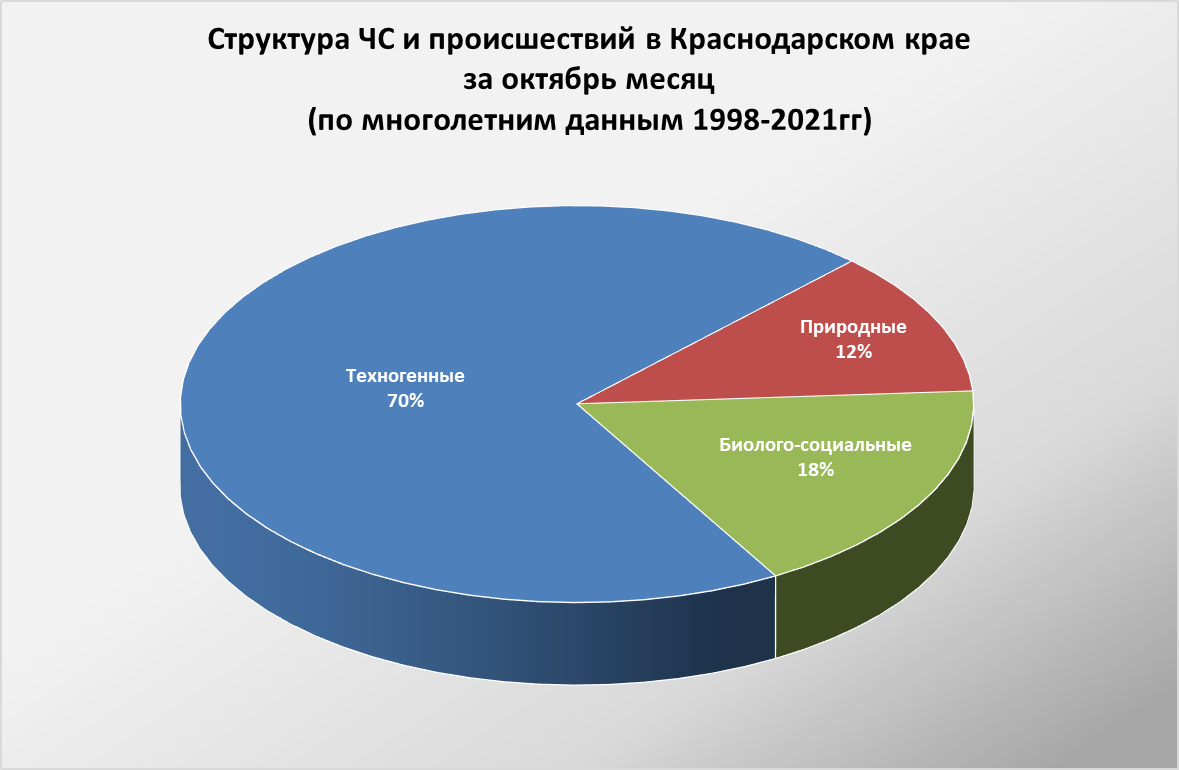 Структура ЧС и происшествий в Краснодарском крае
за октябрь месяц
(по многолетним данным 1998-2021гг)
Природные
12%
Техногенные
70%
Биолого-социальные
18%